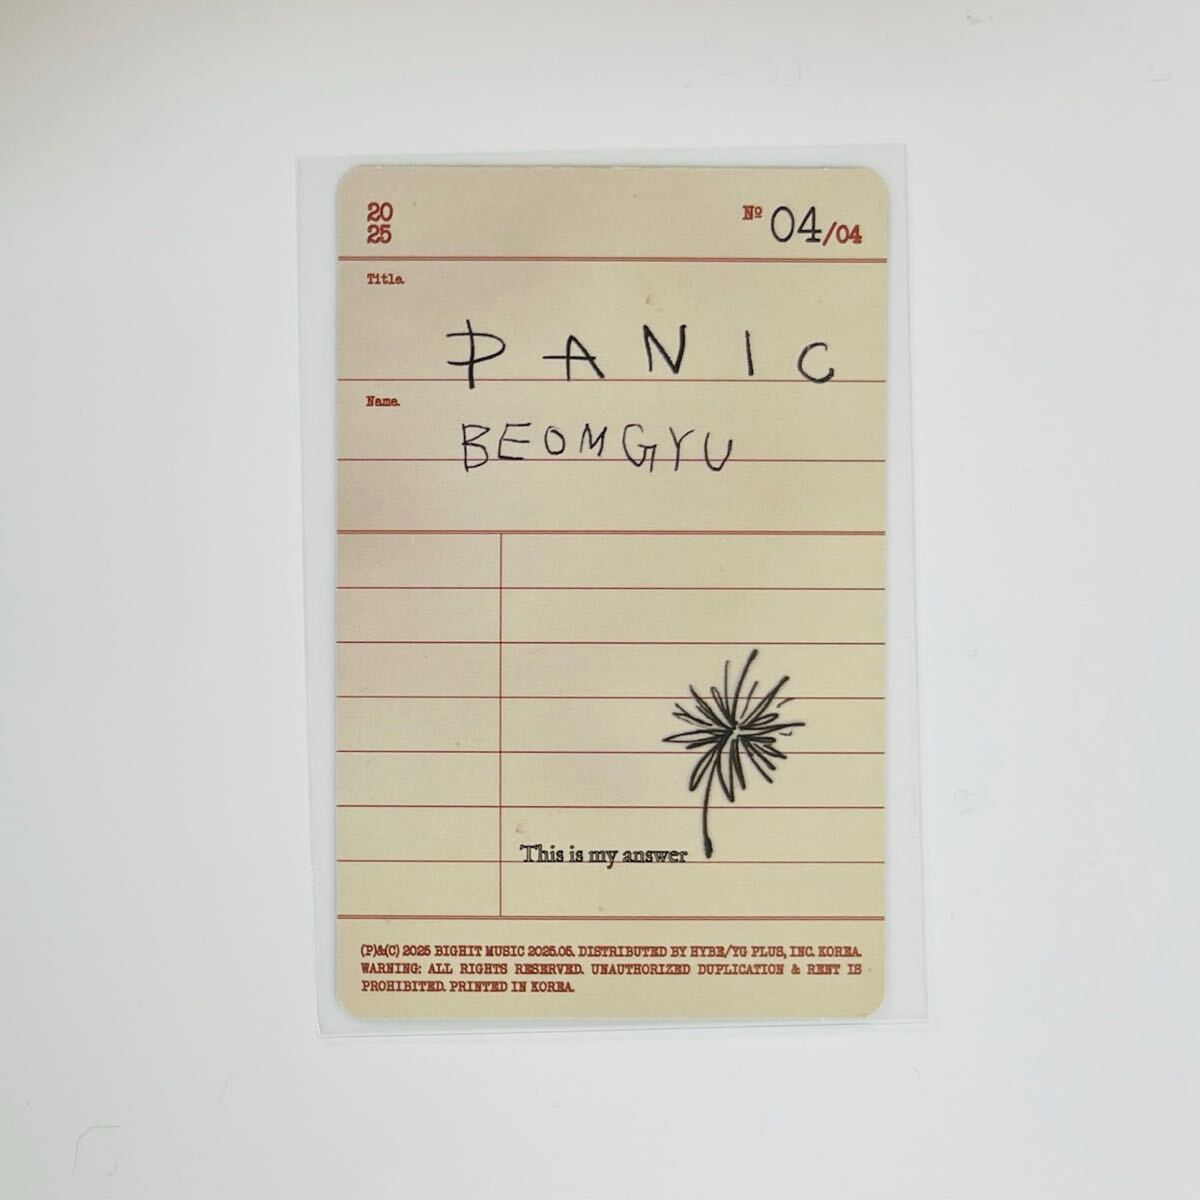 20
25
Nº 04/04
Title.
PANIC
Name.
BEOMGYU
This is my answer
(P)&(C) 2025 BIGHIT MUSIC 2025.05. DISTRIBUTED BY HYBE/YG PLUS, INC. KOREA.
WARNING: ALL RIGHTS RESERVED. UNAUTHORIZED DUPLICATION & RENT IS
PROHIBITED. PRINTED IN KOREA.